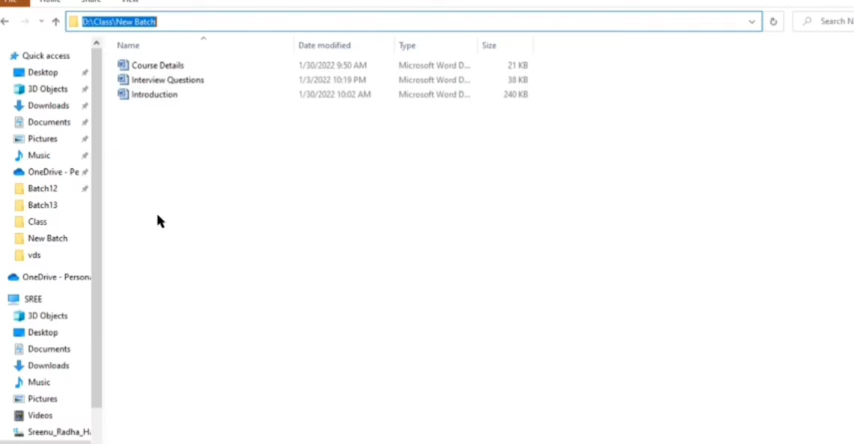 D:\Class\New Batch
Search N
Name Date modified Type Size
Course Details 1/30/2022 9:50 AM Microsoft Word D... 21 KB
Interview Questions 1/3/2022 10:19 PM Microsoft Word D... 38 KB
Introduction 1/30/2022 10:02 AM Microsoft Word D... 240 KB
Quick access
Desktop
3D Objects
Downloads
Documents
Pictures
Music
OneDrive - Pe
Batch12
Batch13
Class
New Batch
vds
OneDrive - Person
SREE
3D Objects
Desktop
Documents
Downloads
Music
Pictures
Videos
Sreenu_Radha_H